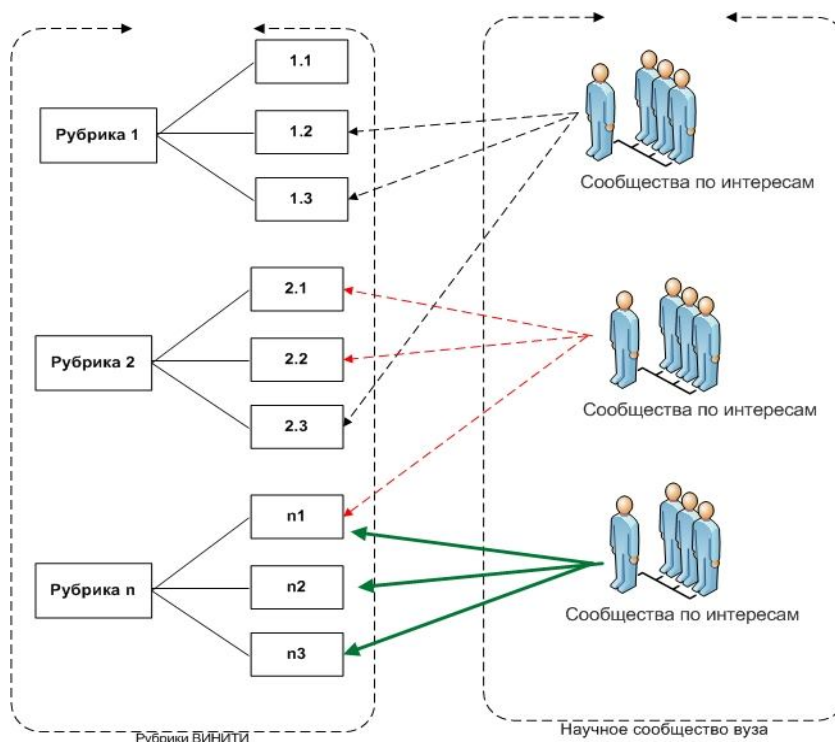 1.1
Рубрика 1
1.2
1.3
Сообщества по интересам
2.1
Рубрика 2
2.2
2.3
Сообщества по интересам
n1
Рубрика n
n2
n3
Сообщества по интересам
Рубрики ВИНИТИ
Научное сообщество вуза